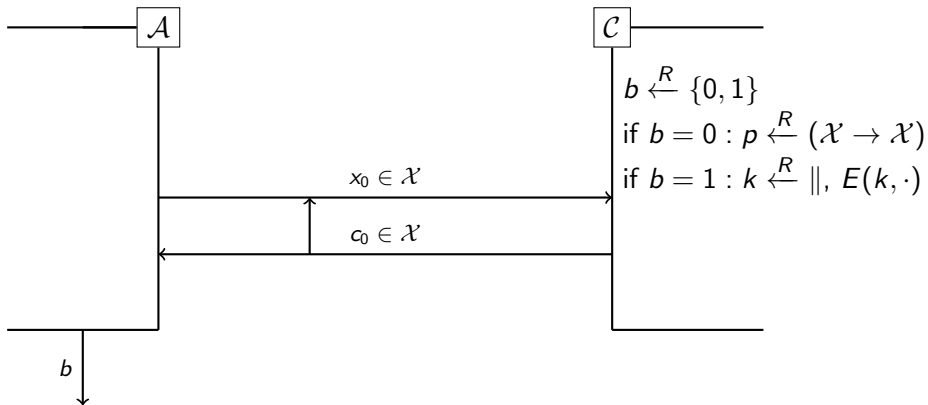 𝒜
𝒞
b ←R {0, 1}
if b = 0 : p ←R (𝒳 → 𝒳)
if b = 1 : k ←R ∥, E(k, ·)
x₀ ∈ 𝒳
c₀ ∈ 𝒳
b